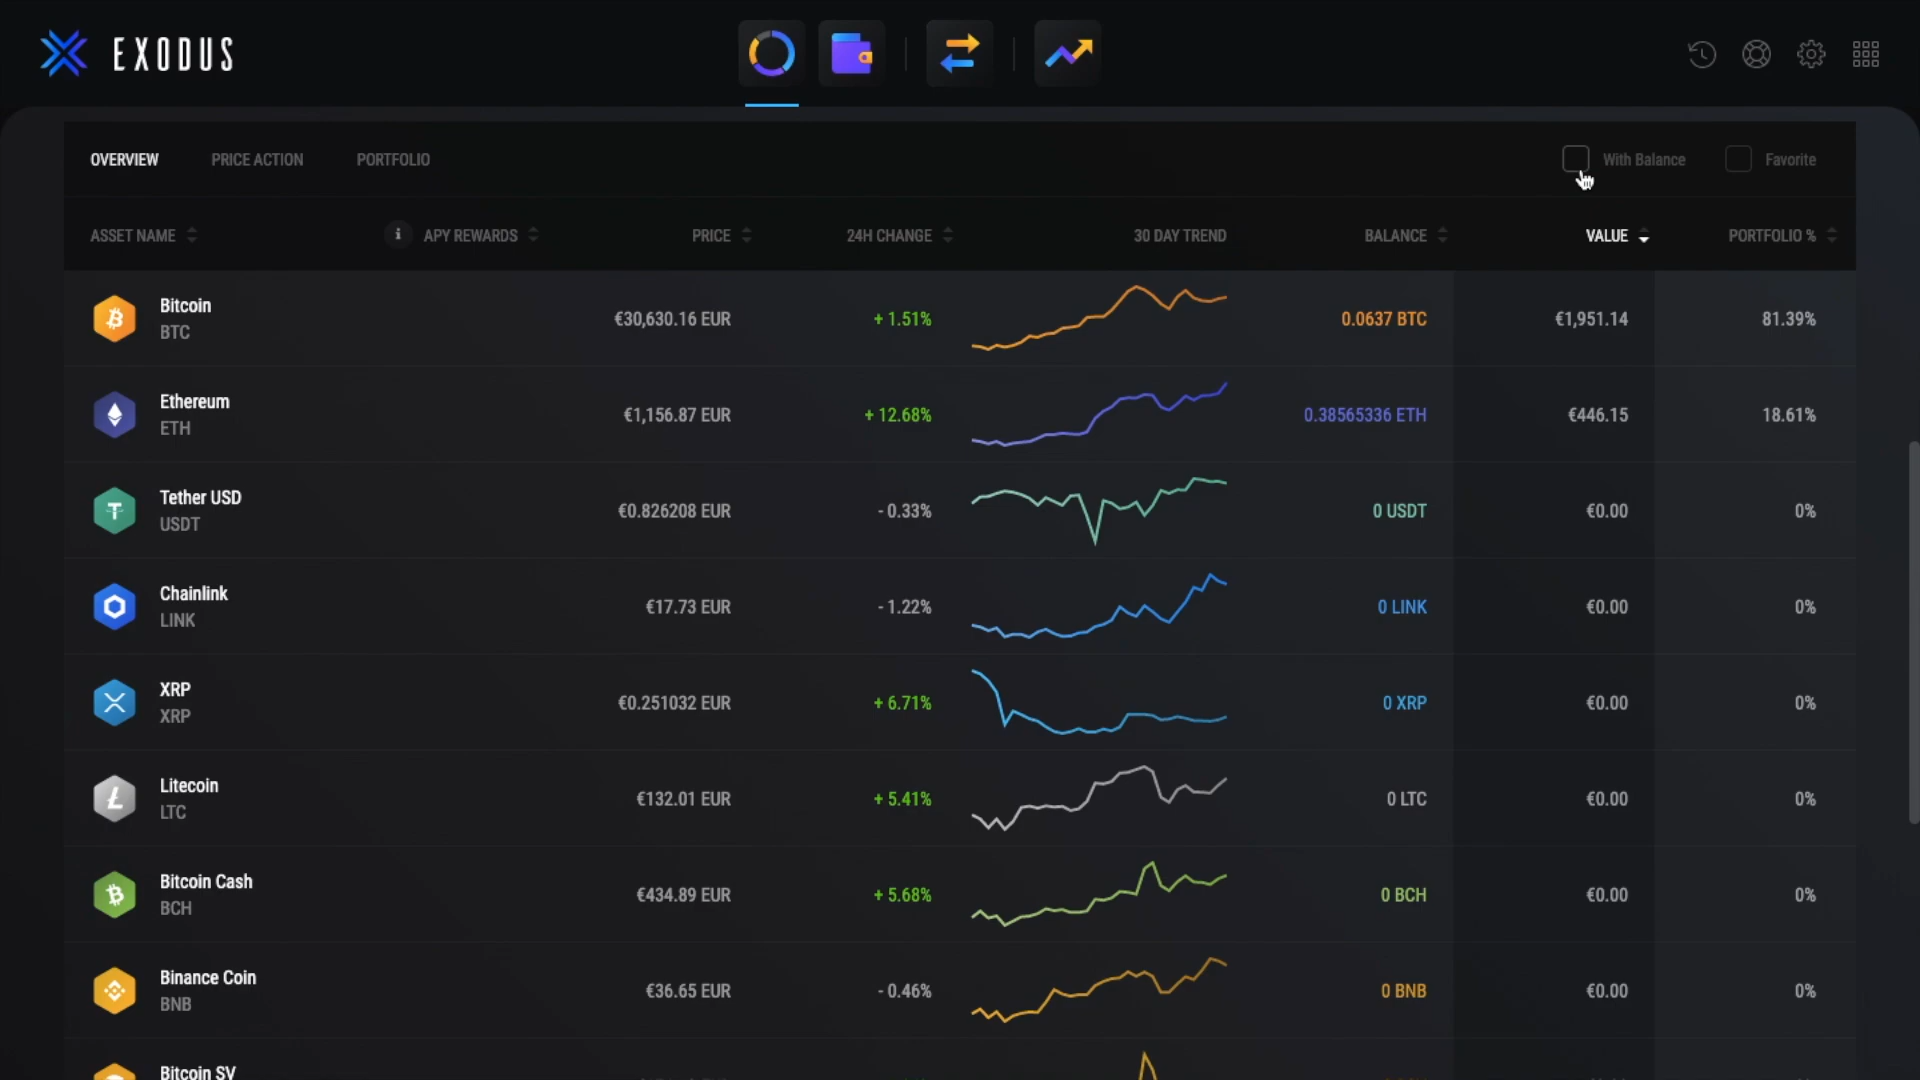 EXODUS
OVERVIEW PRICE ACTION PORTFOLIO With Balance Favorite
ASSET NAME i APY REWARDS PRICE 24H CHANGE 30 DAY TREND BALANCE VALUE PORTFOLIO %
Bitcoin
BTC
€30,630.16 EUR + 1.51% 0.0637 BTC €1,951.14 81.39%
Ethereum
ETH
€1,156.87 EUR + 12.68% 0.38565336 ETH €446.15 18.61%
Tether USD
USDT
€0.826208 EUR - 0.33% 0 USDT €0.00 0%
Chainlink
LINK
€17.73 EUR - 1.22% 0 LINK €0.00 0%
XRP
XRP
€0.251032 EUR + 6.71% 0 XRP €0.00 0%
Litecoin
LTC
€132.01 EUR + 5.41% 0 LTC €0.00 0%
Bitcoin Cash
BCH
€434.89 EUR + 5.68% 0 BCH €0.00 0%
Binance Coin
BNB
€36.65 EUR - 0.46% 0 BNB €0.00 0%
Bitcoin SV